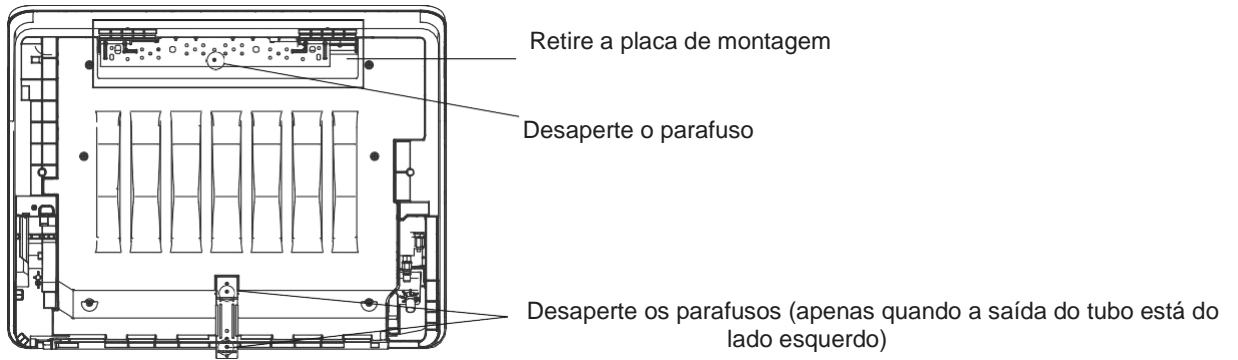 Retire a placa de montagem
Desaperte o parafuso
Desaperte os parafusos (apenas quando a saída do tubo está do
lado esquerdo)